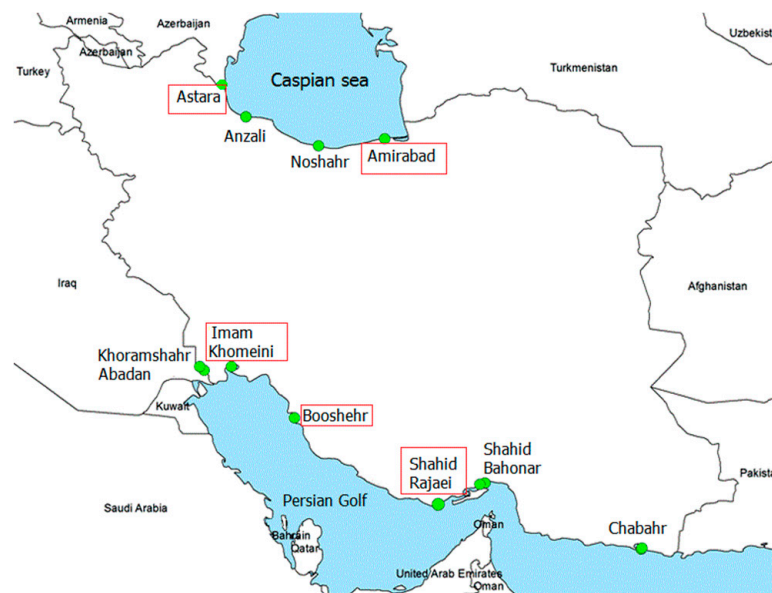 Armenia
Azerbaijan
Uzbekist
Azerbaijan
Turkey
Caspian sea
Turkmenistan
Astara
Anzali
Noshahr
Amirabad
Iraq
Afghanistan
Imam
Khomeini
Khoramshahr
Abadan
Kuwait
Booshehr
Shahid
Rajaei
Shahid
Bahonar
Pakista
Saudi Arabia
Persian Golf
Oman
Chabahr
Bahrain
Qatar
United Arab Emirates
Oman